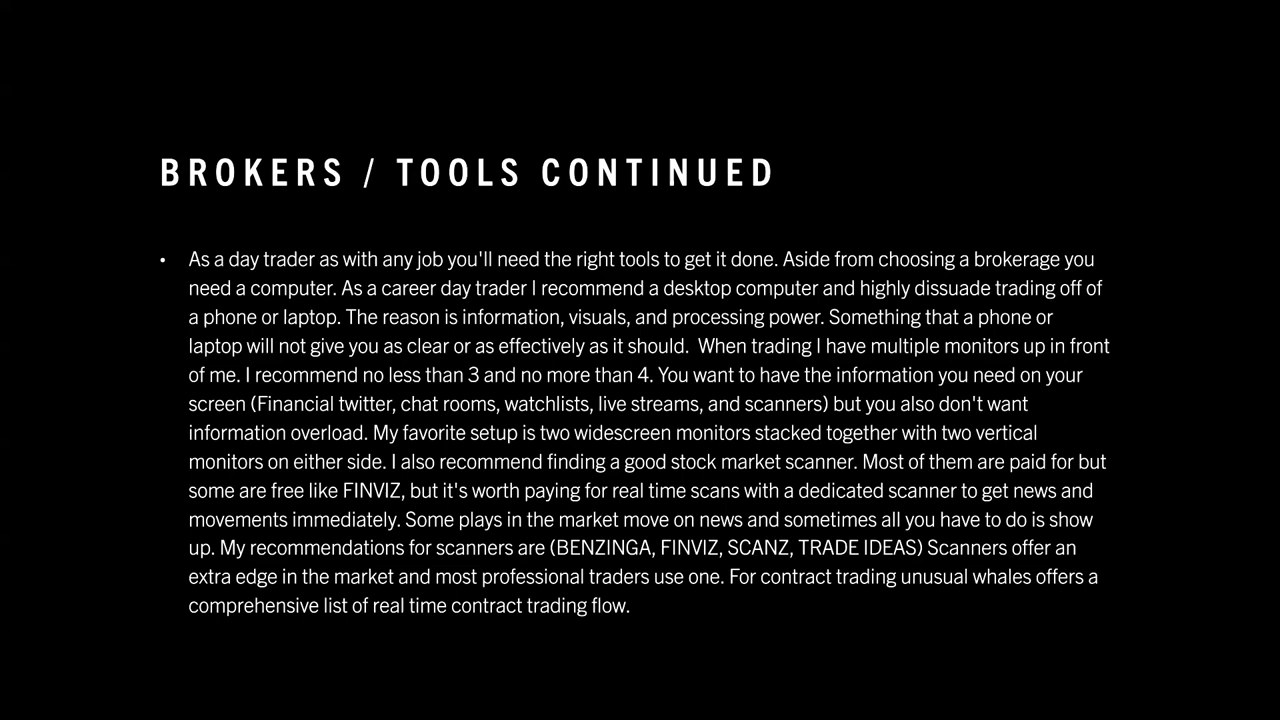 BROKERS / TOOLS CONTINUED
• As a day trader as with any job you'll need the right tools to get it done. Aside from choosing a brokerage you
need a computer. As a career day trader I recommend a desktop computer and highly dissuade trading off of
a phone or laptop. The reason is information, visuals, and processing power. Something that a phone or
laptop will not give you as clear or as effectively as it should.  When trading I have multiple monitors up in front
of me. I recommend no less than 3 and no more than 4. You want to have the information you need on your
screen (Financial twitter, chat rooms, watchlists, live streams, and scanners) but you also don't want
information overload. My favorite setup is two widescreen monitors stacked together with two vertical
monitors on either side. I also recommend finding a good stock market scanner. Most of them are paid for but
some are free like FINVIZ, but it's worth paying for real time scans with a dedicated scanner to get news and
movements immediately. Some plays in the market move on news and sometimes all you have to do is show
up. My recommendations for scanners are (BENZINGA, FINVIZ, SCANZ, TRADE IDEAS) Scanners offer an
extra edge in the market and most professional traders use one. For contract trading unusual whales offers a
comprehensive list of real time contract trading flow.